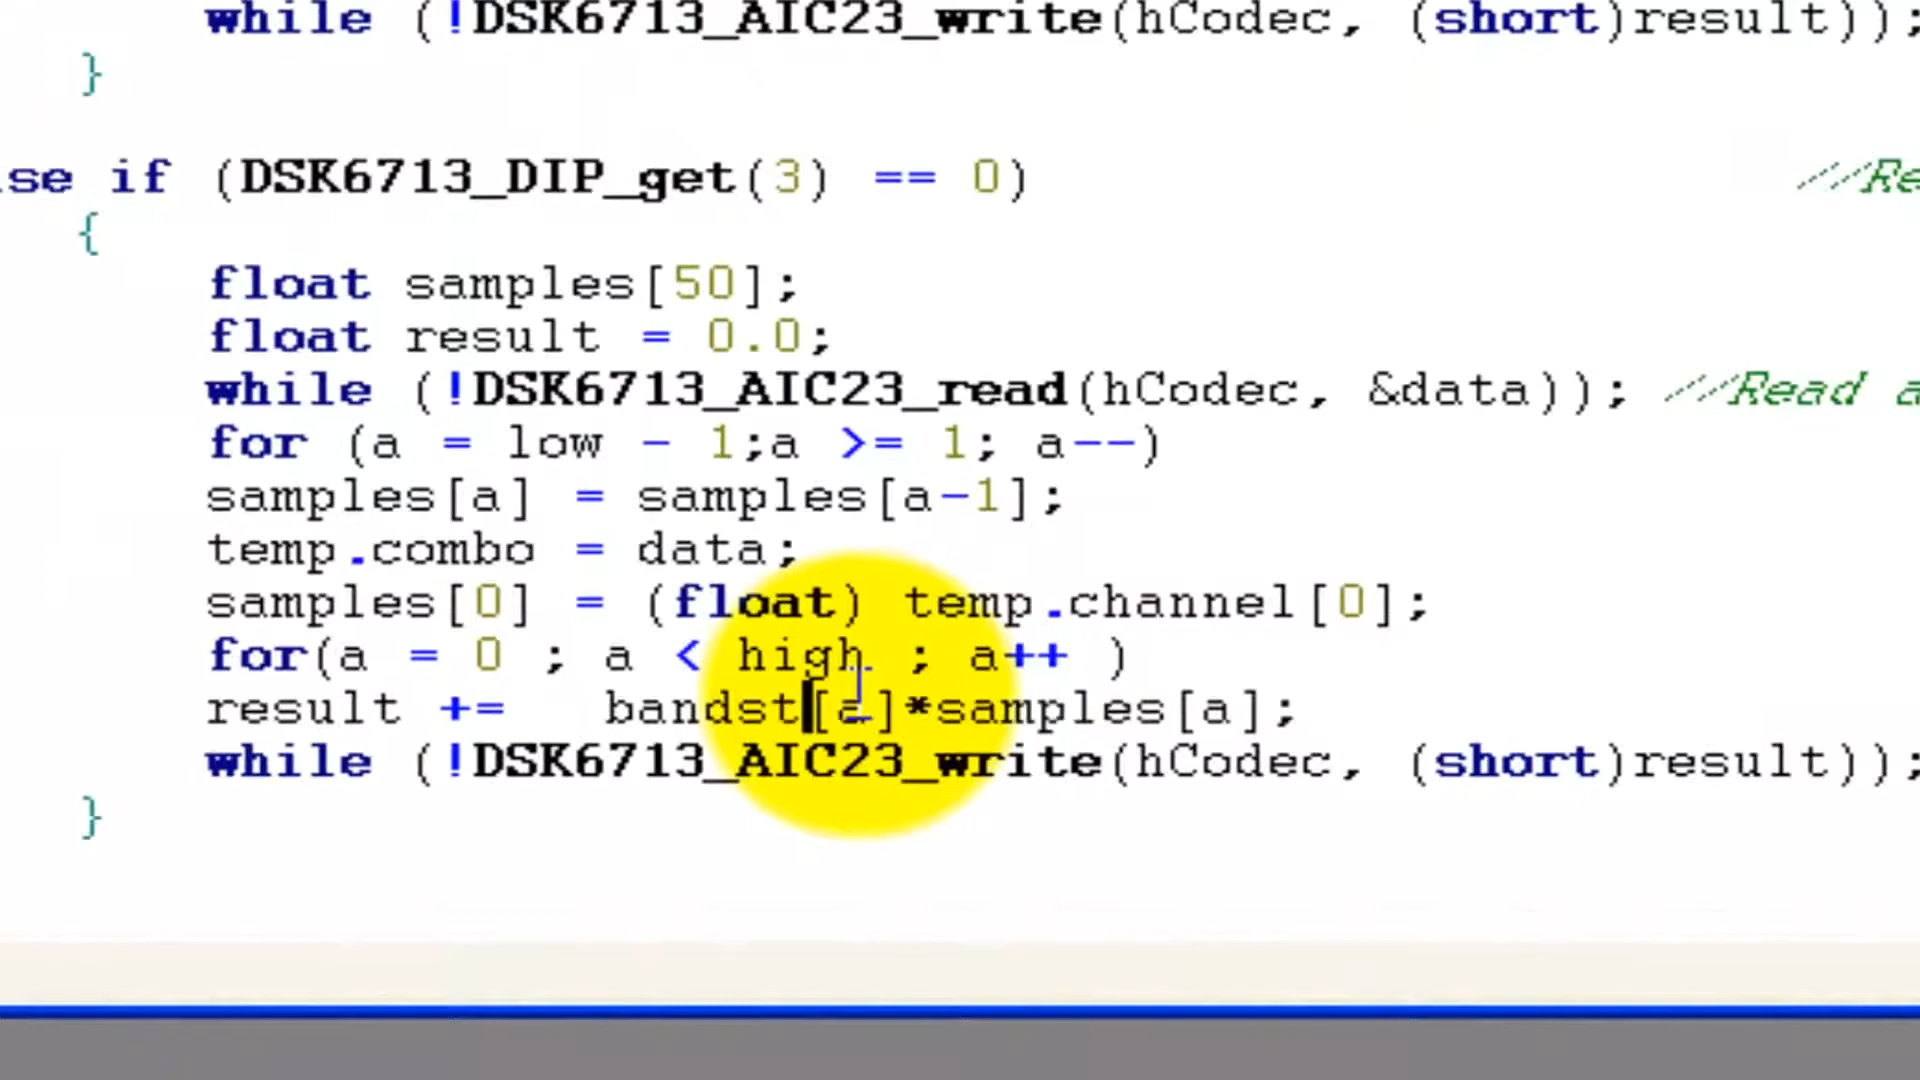 while (!DSK6713_AIC23_write(hCodec, (short)result));
}
se if (DSK6713_DIP_get(3) == 0) //Re
{
float samples[50];
float result = 0.0;
while (!DSK6713_AIC23_read(hCodec, &data)); //Read a
for (a = low - 1;a >= 1; a--)
samples[a] = samples[a-1];
temp.combo = data;
samples[0] = (float) temp.channel[0];
for(a = 0 ; a < high ; a++ )
result += bandst[a]*samples[a];
while (!DSK6713_AIC23_write(hCodec, (short)result));
}